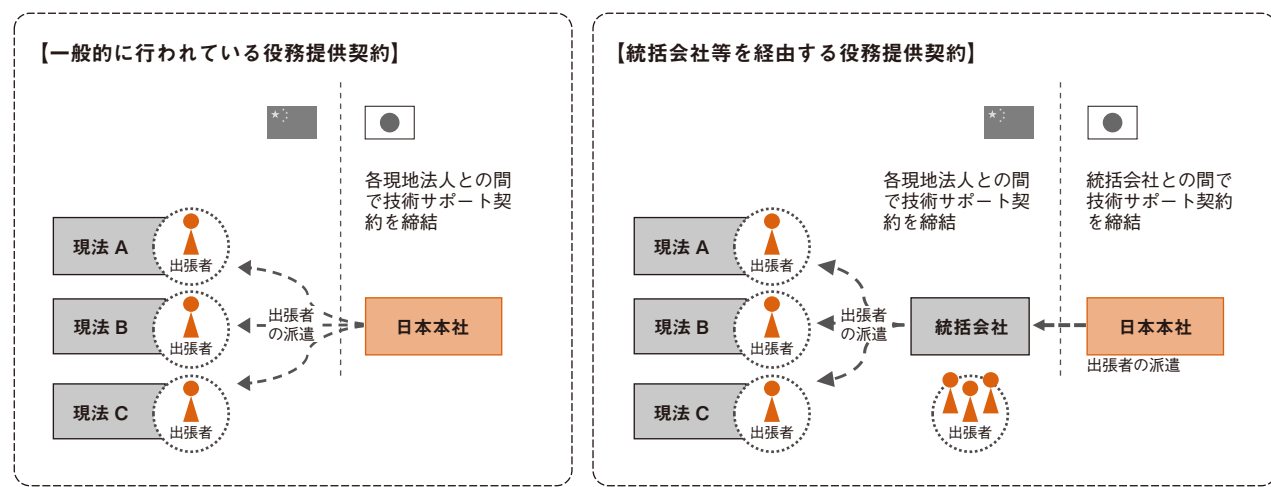 【一般的に行われている役務提供契約】
各現地法人との間
で技術サポート契
約を締結
現法 A
出張者
現法 B
出張者
現法 C
出張者
出張者
の派遣
日本本社
【統括会社等を経由する役務提供契約】
各現地法人との間
で技術サポート契
約を締結
統括会社との間で
技術サポート契約
を締結
現法 A
出張者
現法 B
出張者
現法 C
出張者
出張者
の派遣
統括会社
出張者
日本本社
出張者の派遣